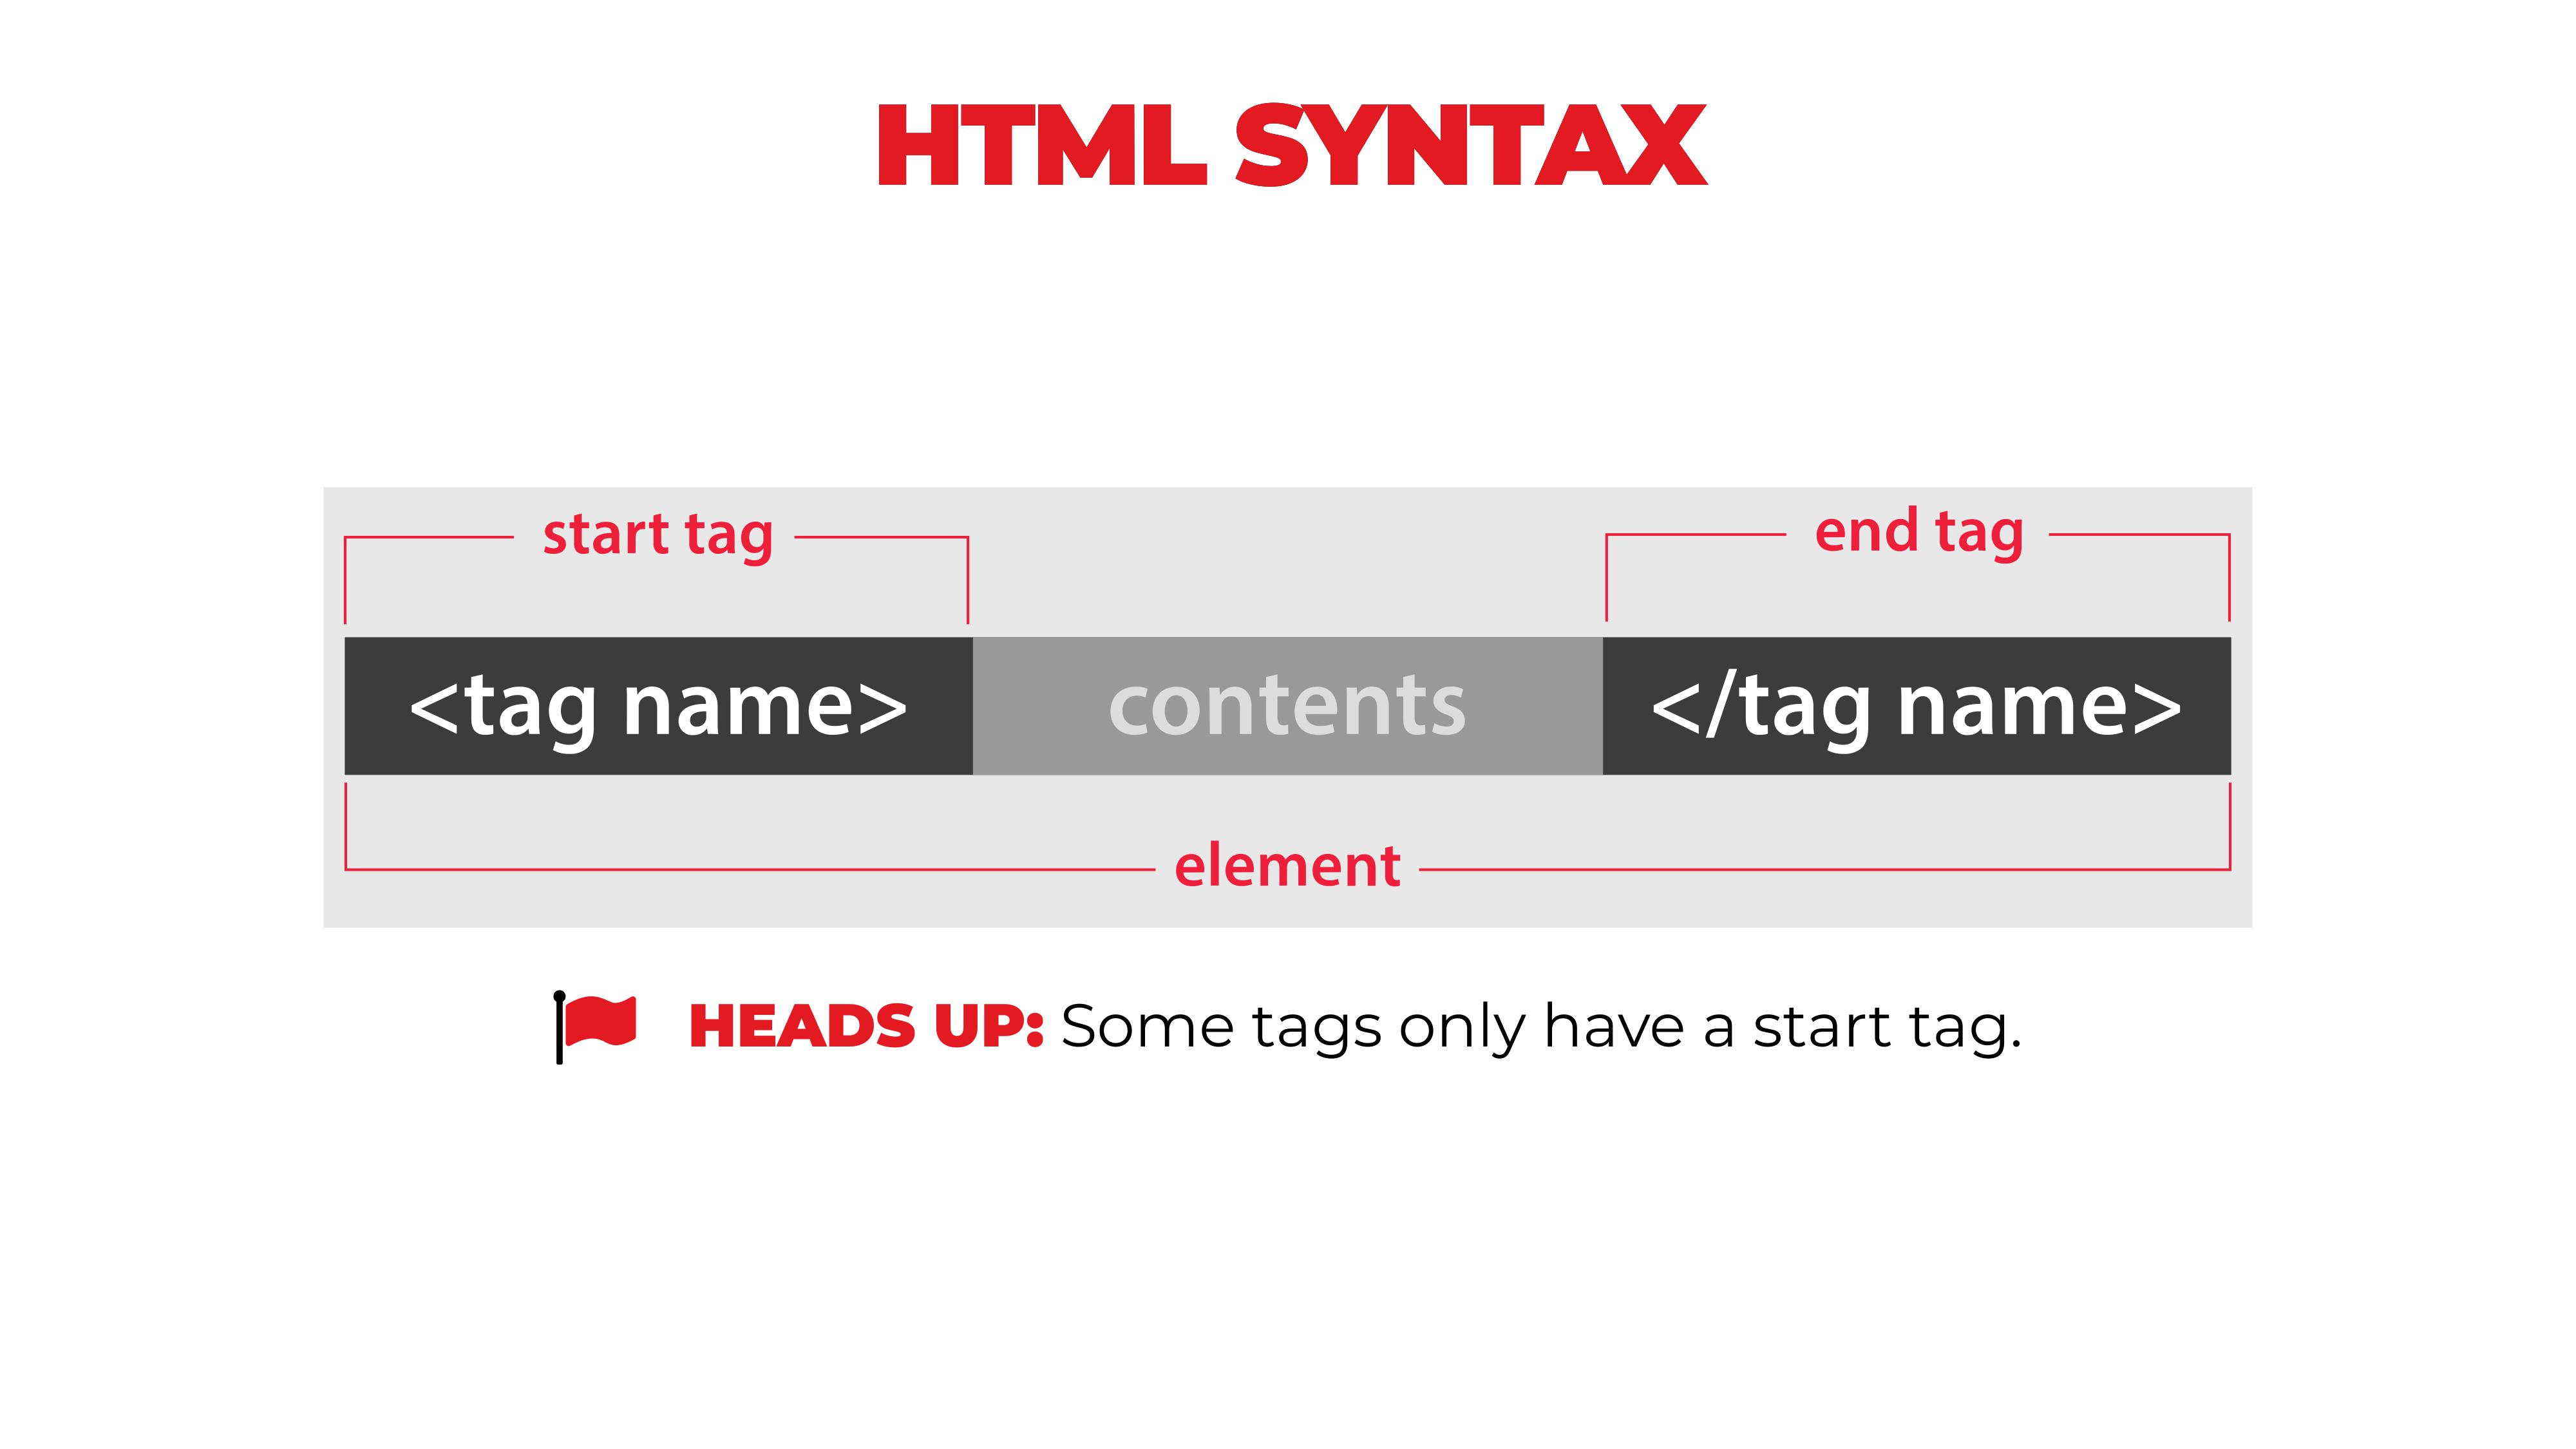 HTML SYNTAX
start tag
end tag
<tag name>
contents
</tag name>
element
HEADS UP: Some tags only have a start tag.